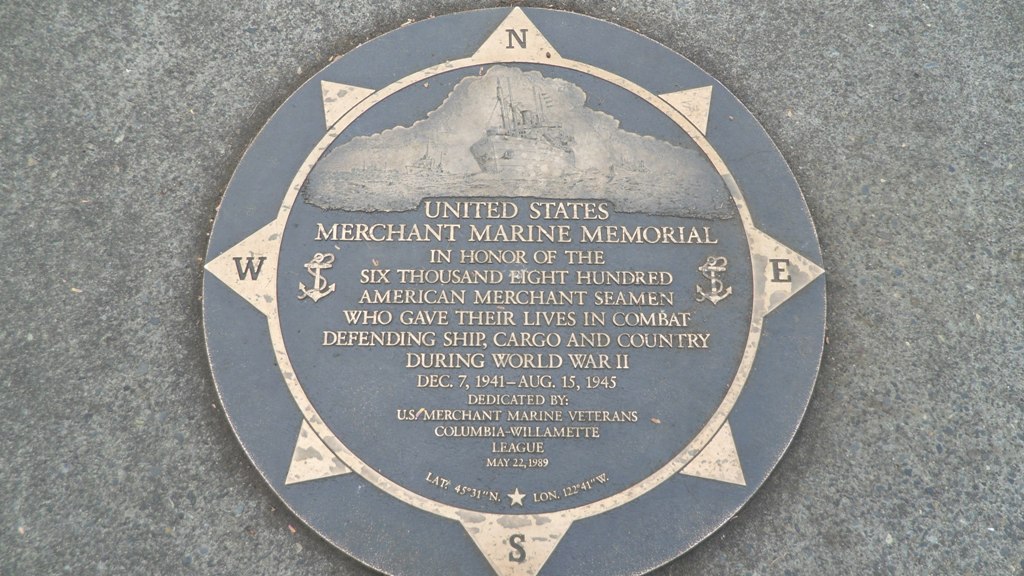 N
UNITED STATES
MERCHANT MARINE MEMORIAL
W
E
IN HONOR OF THE
SIX THOUSAND EIGHT HUNDRED
AMERICAN MERCHANT SEAMEN
WHO GAVE THEIR LIVES IN COMBAT
DEFENDING SHIP, CARGO AND COUNTRY
DURING WORLD WAR II
DEC. 7, 1941–AUG. 15, 1945
DEDICATED BY:
U.S. MERCHANT MARINE VETERANS
COLUMBIA-WILLAMETTE
LEAGUE
MAY 22, 1989
LAT. 45°31"N. ★ LON. 122°41"W.
S